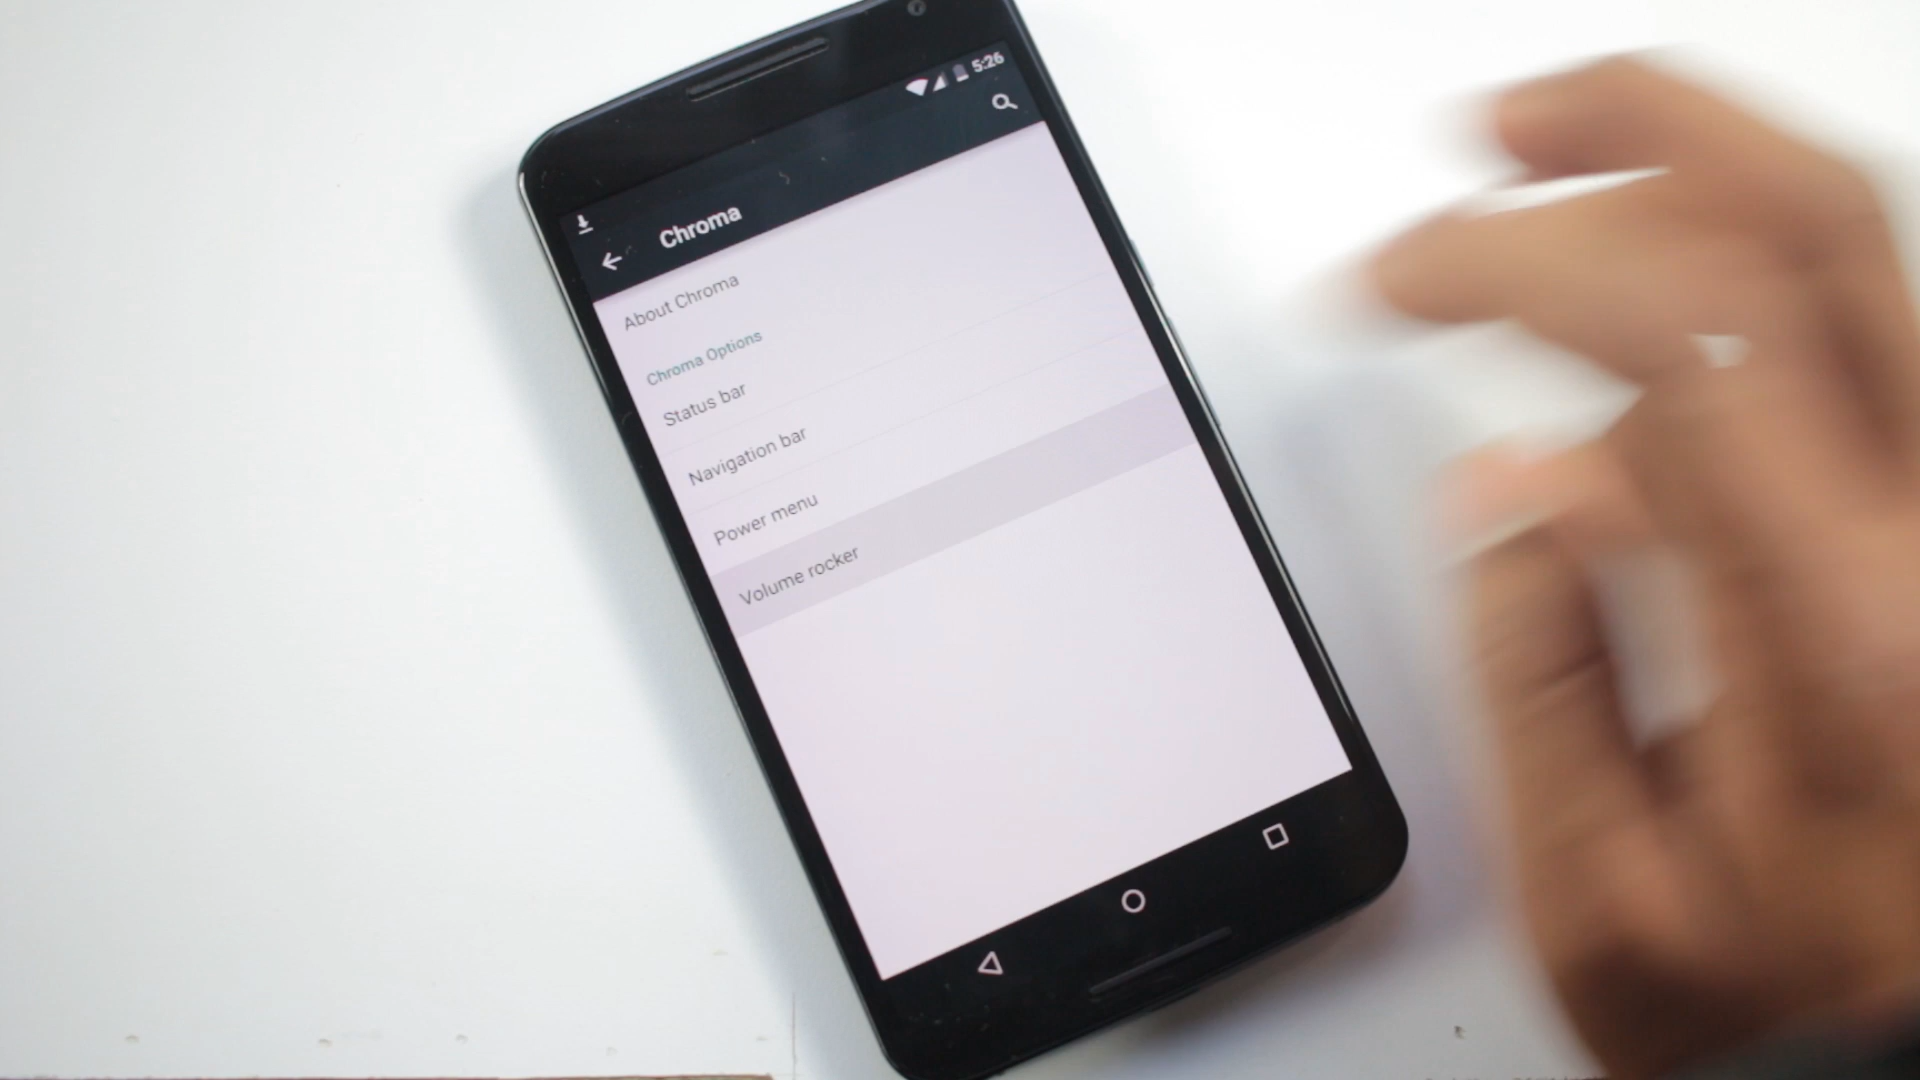 5:26
Chroma
About Chroma
Chroma Options
Status bar
Navigation bar
Power menu
Volume rocker